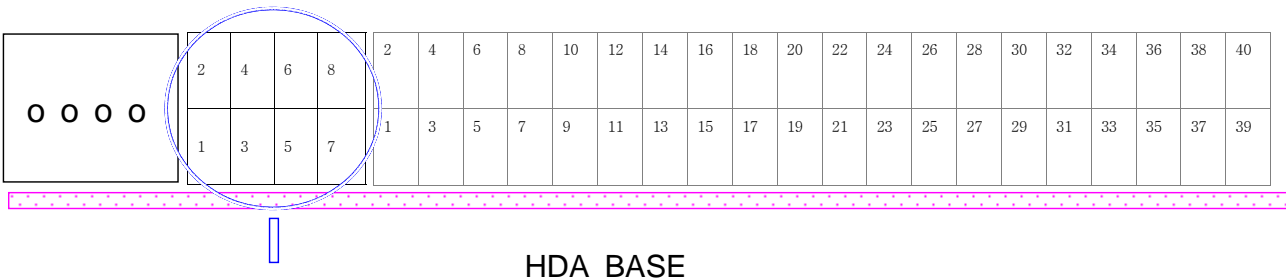 2 4 6 8 10 12 14 16 18 20 22 24 26 28 30 32 34 36 38 40
2 4 6 8
o o o o
1 3 5 7 9 11 13 15 17 19 21 23 25 27 29 31 33 35 37 39
1 3 5 7
HDA BASE